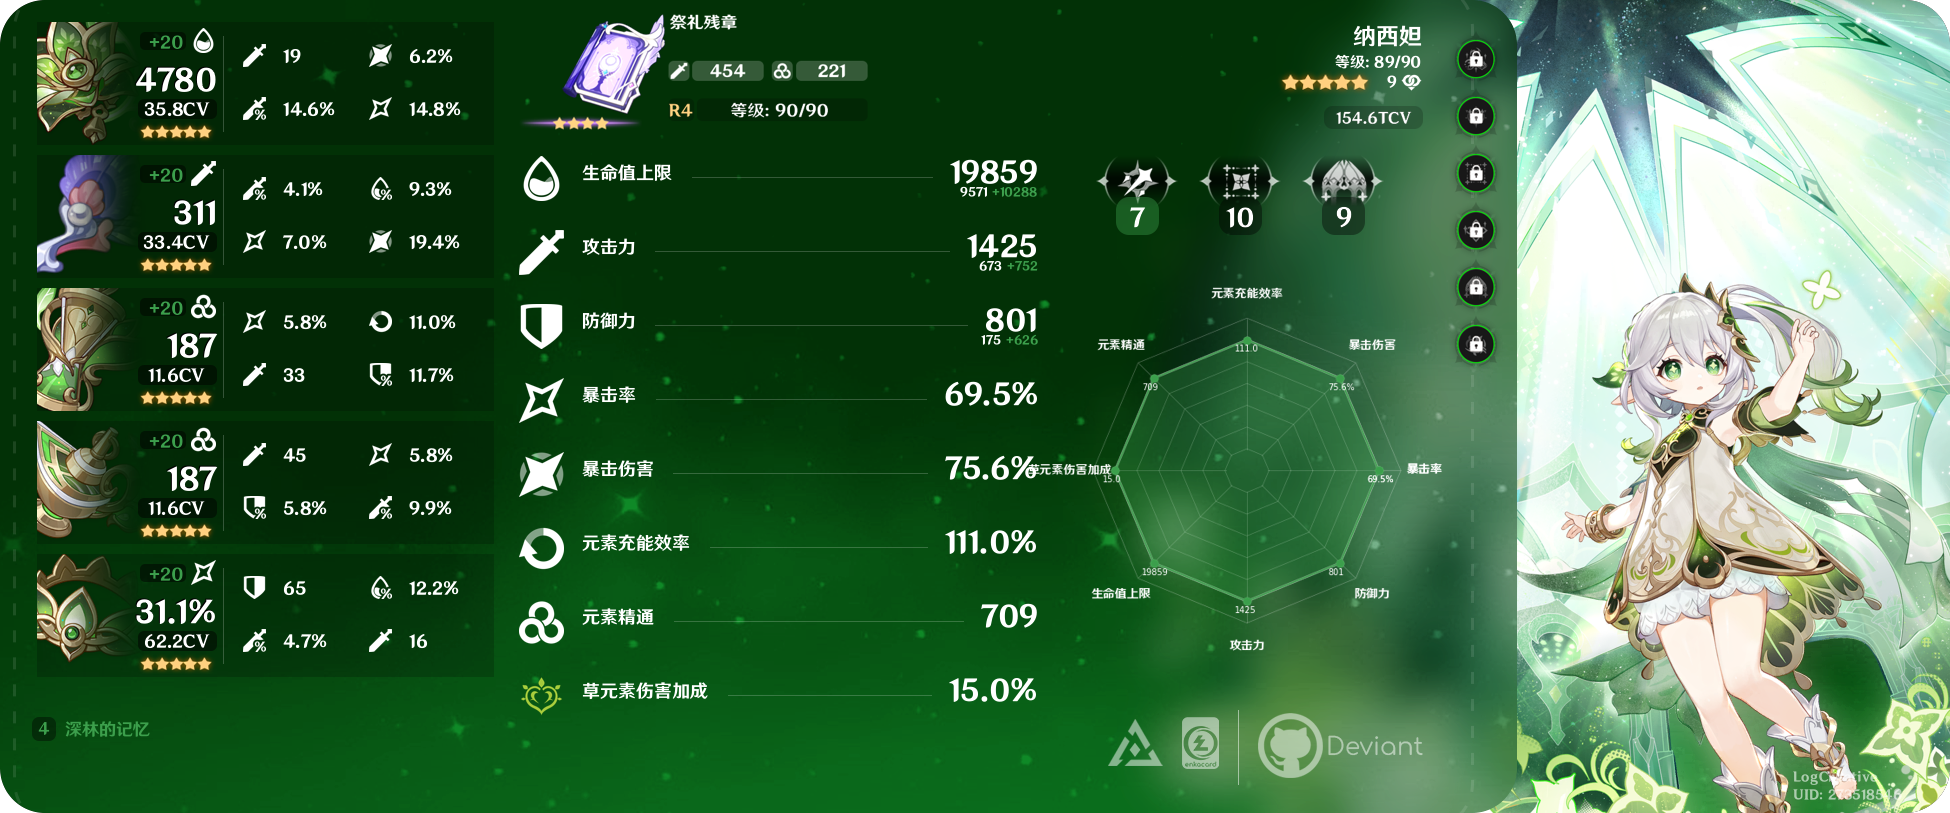 +20
4780
35.8CV
19
6.2%
14.6%
14.8%
+20
311
33.4CV
4.1%
9.3%
7.0%
19.4%
+20
187
11.6CV
5.8%
11.0%
33
11.7%
+20
187
11.6CV
45
5.8%
5.8%
9.9%
+20
31.1%
62.2CV
65
12.2%
4.7%
16
4 深林的记忆
祭礼残章
454 221
R4 等级: 90/90
生命值上限 19859
9571 +10288
攻击力 1425
673 +752
防御力 801
175 +626
暴击率 69.5%
暴击伤害 75.6%
元素充能效率 111.0%
元素精通 709
草元素伤害加成 15.0%
纳西妲
等级: 89/90
9
154.6TCV
7 10 9
元素充能效率
111.0
元素精通
709
暴击伤害
75.6%
草元素伤害加成
15.0
暴击率
69.5%
生命值上限
19859
防御力
801
1425
攻击力
enkacard
Deviant
UID: